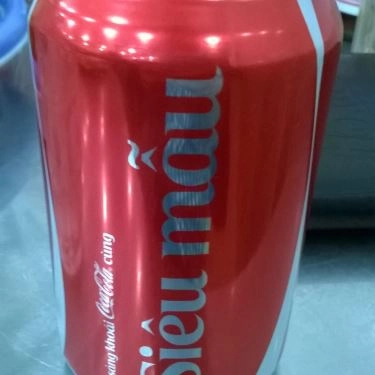 sảng khoái Coca-Cola cùng
Siêu mẫu